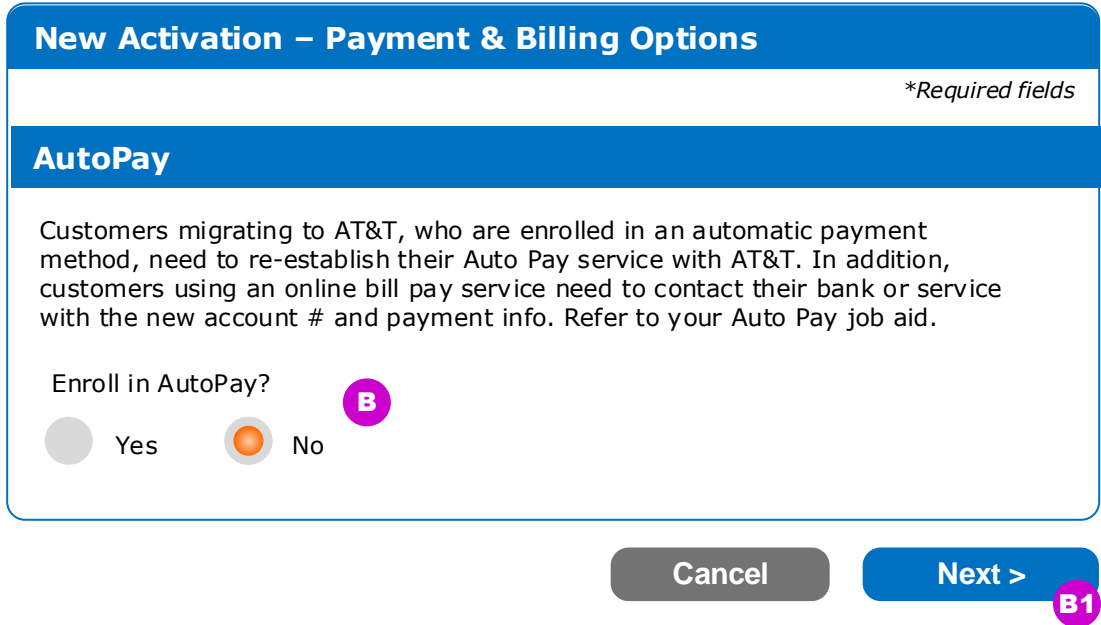 New Activation – Payment & Billing Options
*Required fields
AutoPay
Customers migrating to AT&T, who are enrolled in an automatic payment
method, need to re-establish their Auto Pay service with AT&T. In addition,
customers using an online bill pay service need to contact their bank or service
with the new account # and payment info. Refer to your Auto Pay job aid.
Enroll in AutoPay?
B
Yes No
Cancel Next >
B1